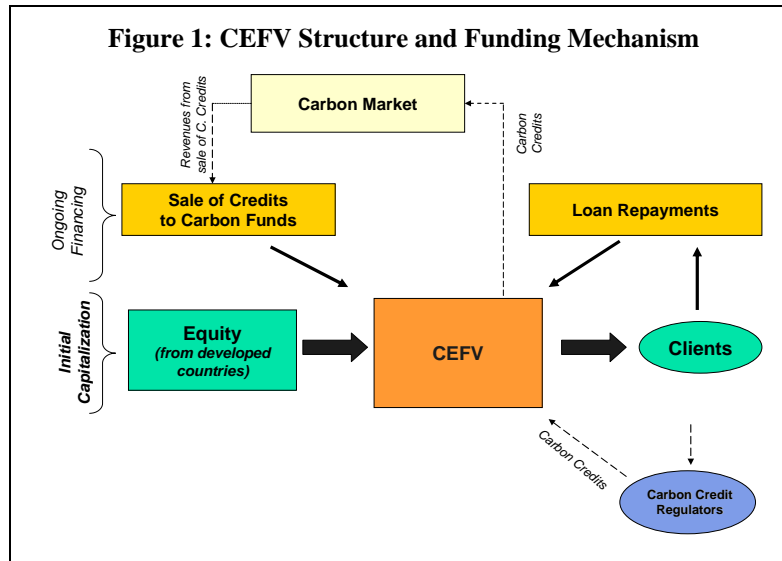 Figure 1: CEFV Structure and Funding Mechanism
Carbon Market
Revenues from
sale of C. Credits
Carbon
Credits
Ongoing
Financing
Sale of Credits
to Carbon Funds
Loan Repayments
Initial
Capitalization
Equity
(from developed
countries)
CEFV
Clients
Carbon Credits
Carbon Credit
Regulators